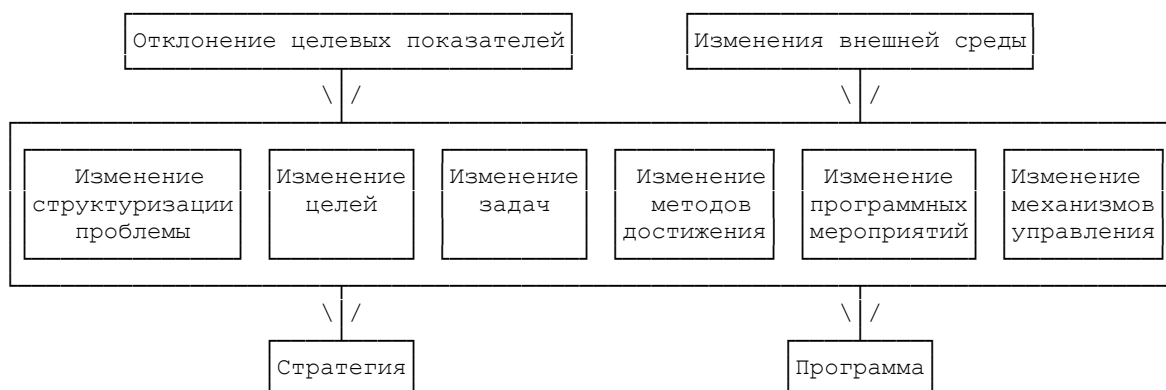 Отклонение целевых показателей
Изменения внешней среды
Изменение
структуризации
проблемы
Изменение
целей
Изменение
задач
Изменение
методов
достижения
Изменение
программных
мероприятий
Изменение
механизмов
управления
Стратегия
Программа